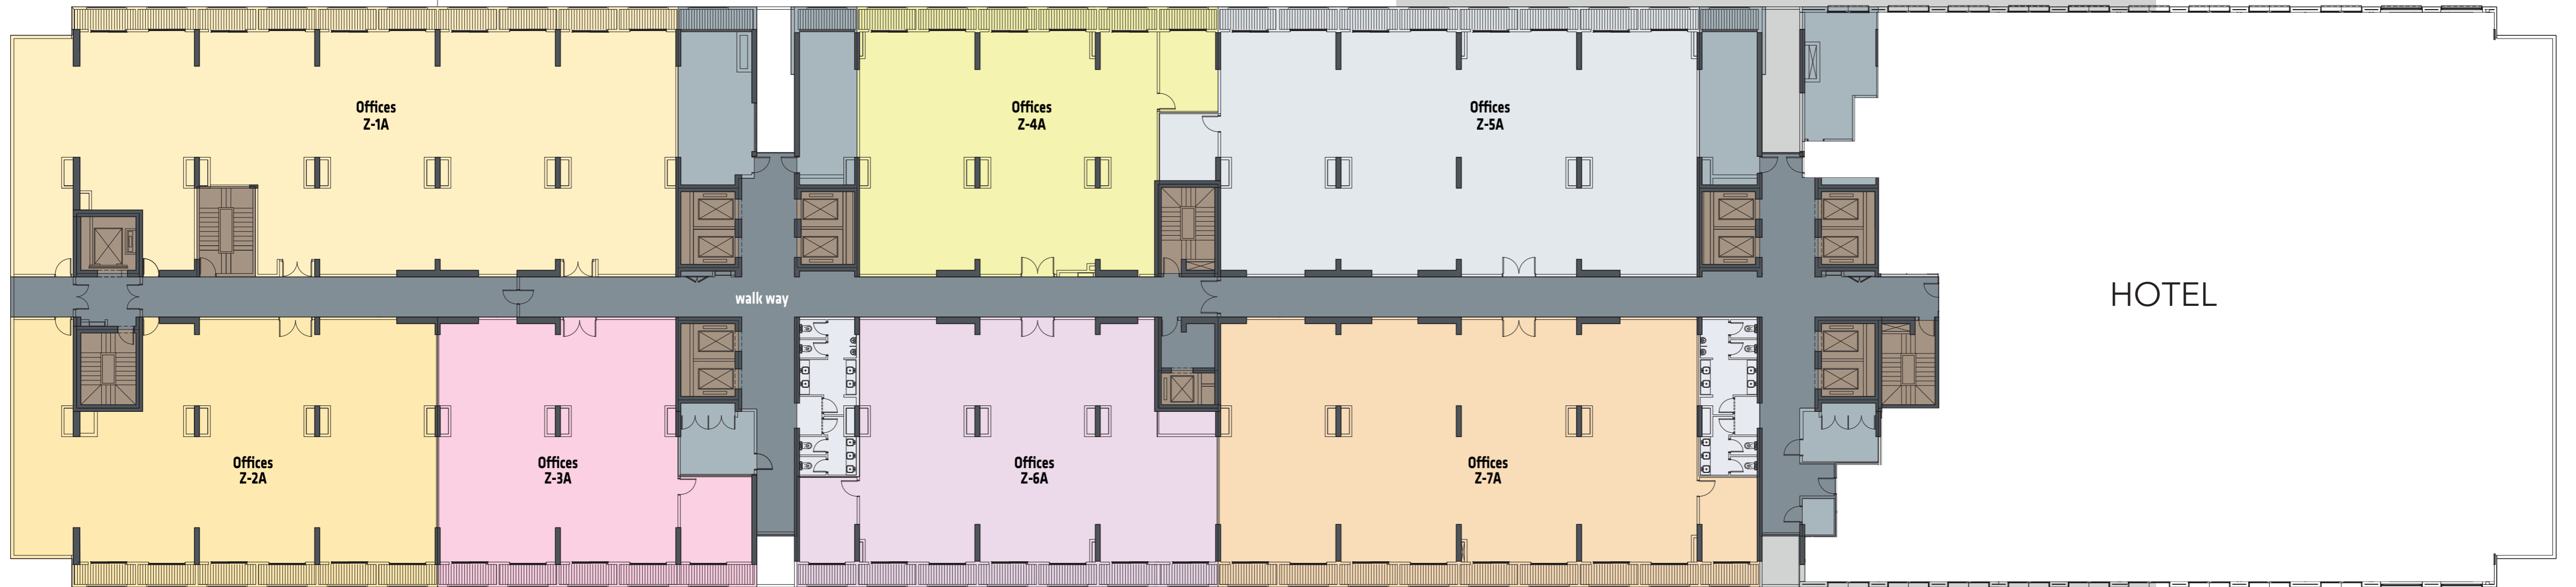 Offices
Z-1A
Offices
Z-4A
Offices
Z-5A
walk way
HOTEL
Offices
Z-2A
Offices
Z-3A
Offices
Z-6A
Offices
Z-7A